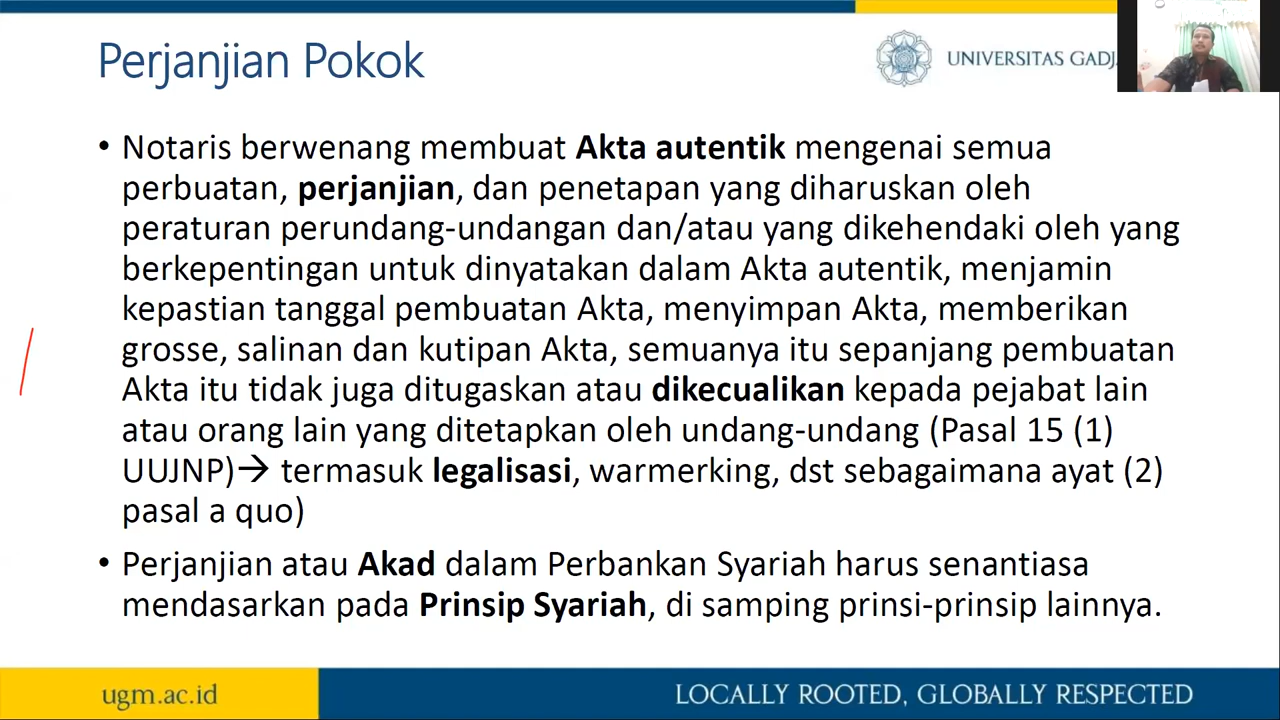 Perjanjian Pokok
UNIVERSITAS
• Notaris berwenang membuat Akta autentik mengenai semua
perbuatan, perjanjian, dan penetapan yang diharuskan oleh
peraturan perundang-undangan dan/atau yang dikehendaki oleh yang
berkepentingan untuk dinyatakan dalam Akta autentik, menjamin
kepastian tanggal pembuatan Akta, menyimpan Akta, memberikan
grosse, salinan dan kutipan Akta, semuanya itu sepanjang pembuatan
Akta itu tidak juga ditugaskan atau dikecualikan kepada pejabat lain
atau orang lain yang ditetapkan oleh undang-undang (Pasal 15 (1)
UUJNP)→ termasuk legalisasi, warmerking, dst sebagaimana ayat (2)
pasal a quo)
• Perjanjian atau Akad dalam Perbankan Syariah harus senantiasa
mendasarkan pada Prinsip Syariah, di samping prinsi-prinsip lainnya.
ugm.ac.id
LOCALLY ROOTED, GLOBALLY RESPECTED